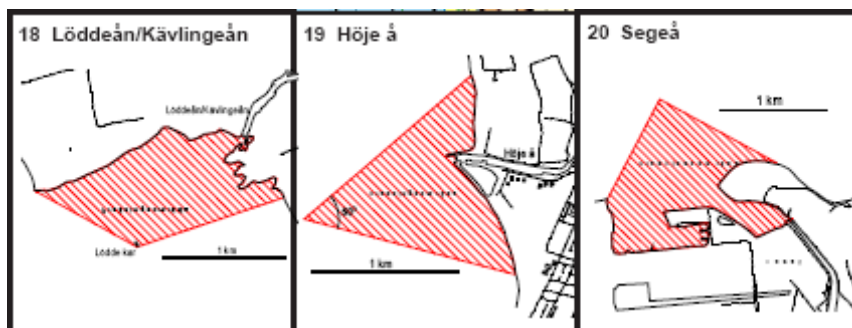 18 Löddeån/Kävlingeån
Löddeån/Kävlingeån
Lödde kar
1 km
19 Höje å
Höje å
1 km
20 Segeå
1 km